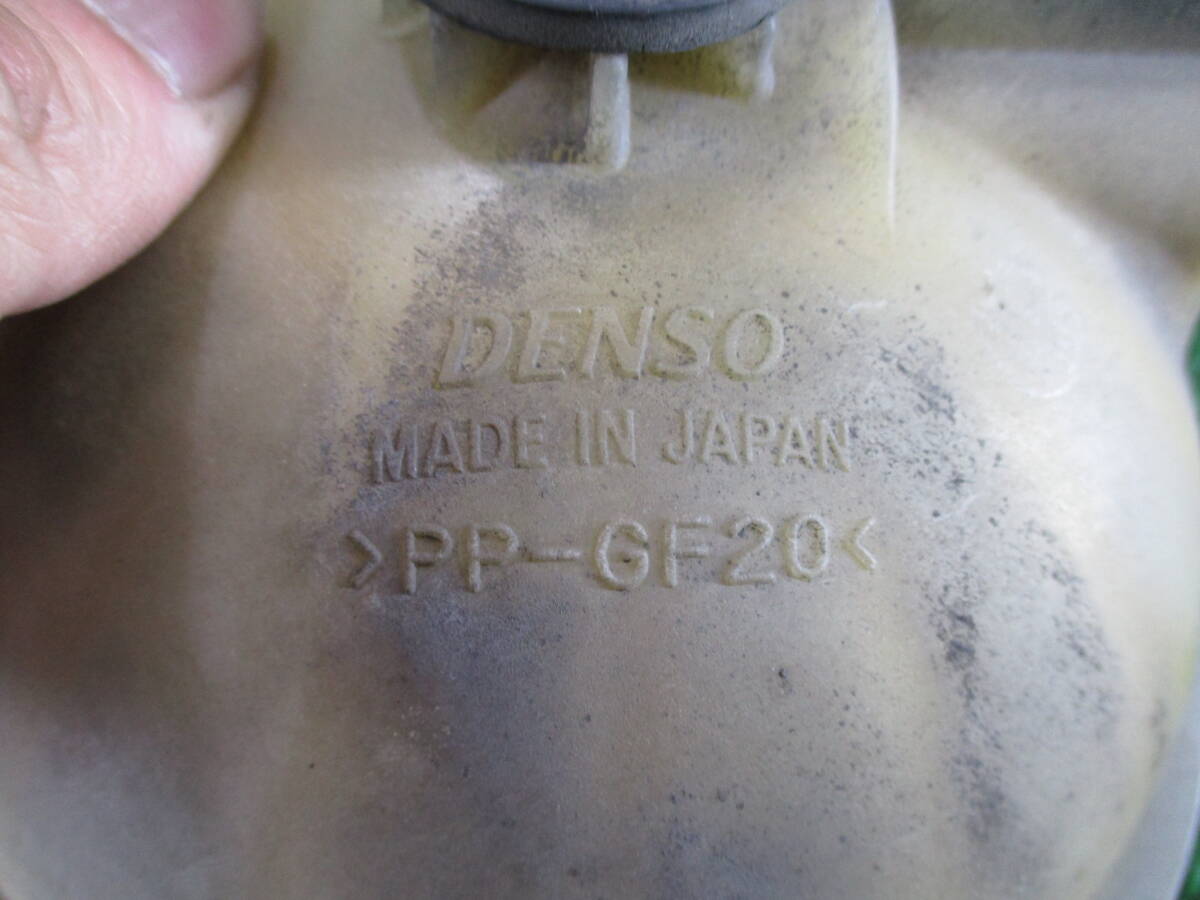 DENSO
MADE IN JAPAN
>PP-GF20<